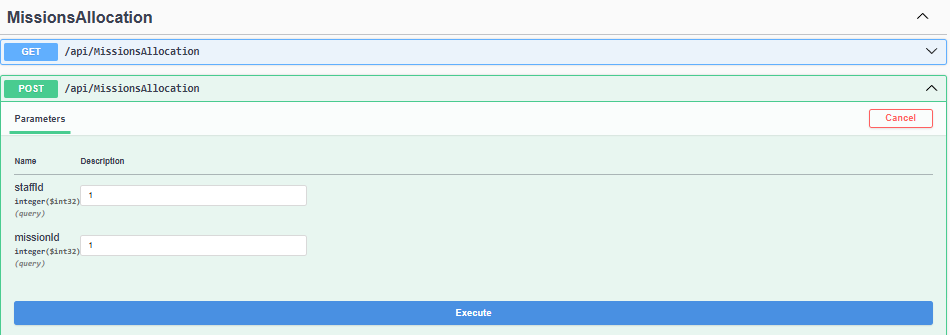 MissionsAllocation
GET /api/MissionsAllocation
POST /api/MissionsAllocation
Parameters Cancel
Name Description
staffId
integer($int32) 1
(query)
missionId
integer($int32) 1
(query)
Execute